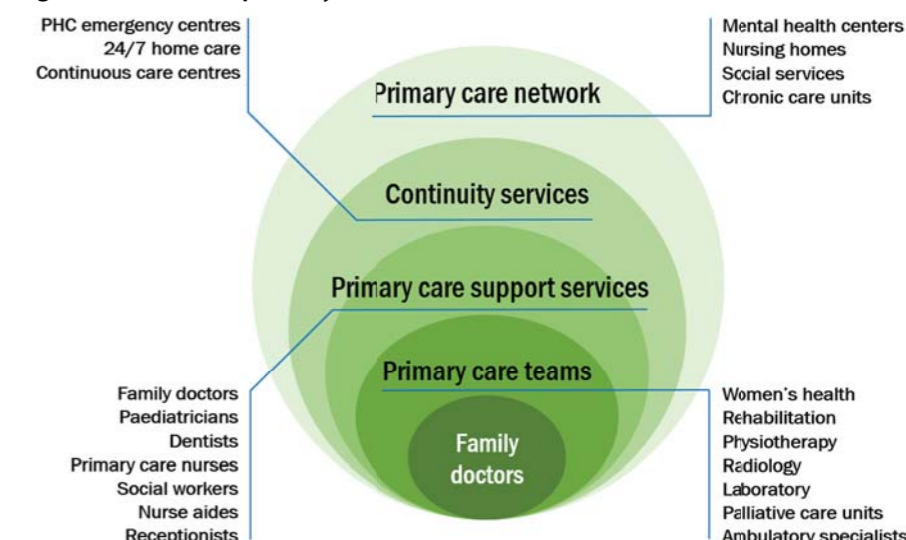 PHC emergency centres
24/7 home care
Continuous care centres
Mental health centers
Nursing homes
Social services
Chronic care units
Primary care network
Continuity services
Primary care support services
Primary care teams
Family
doctors
Family doctors
Paediatricians
Dentists
Primary care nurses
Social workers
Nurse aides
Receptionists
Women's health
Rehabilitation
Physiotherapy
Radiology
Laboratory
Palliative care units
Ambulatory specialists